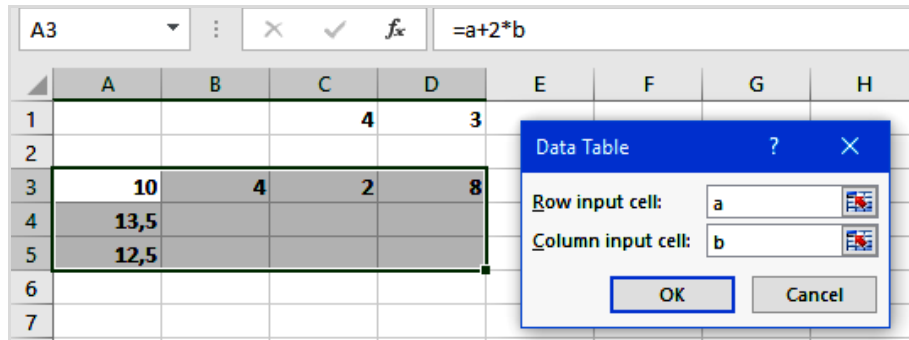 A3 fx =a+2*b
A B C D E F G H
1 4 3
2
3 10 4 2 8
4 13,5
5 12,5
6
7
Data Table ? ×
Row input cell: a
Column input cell: b
OK Cancel